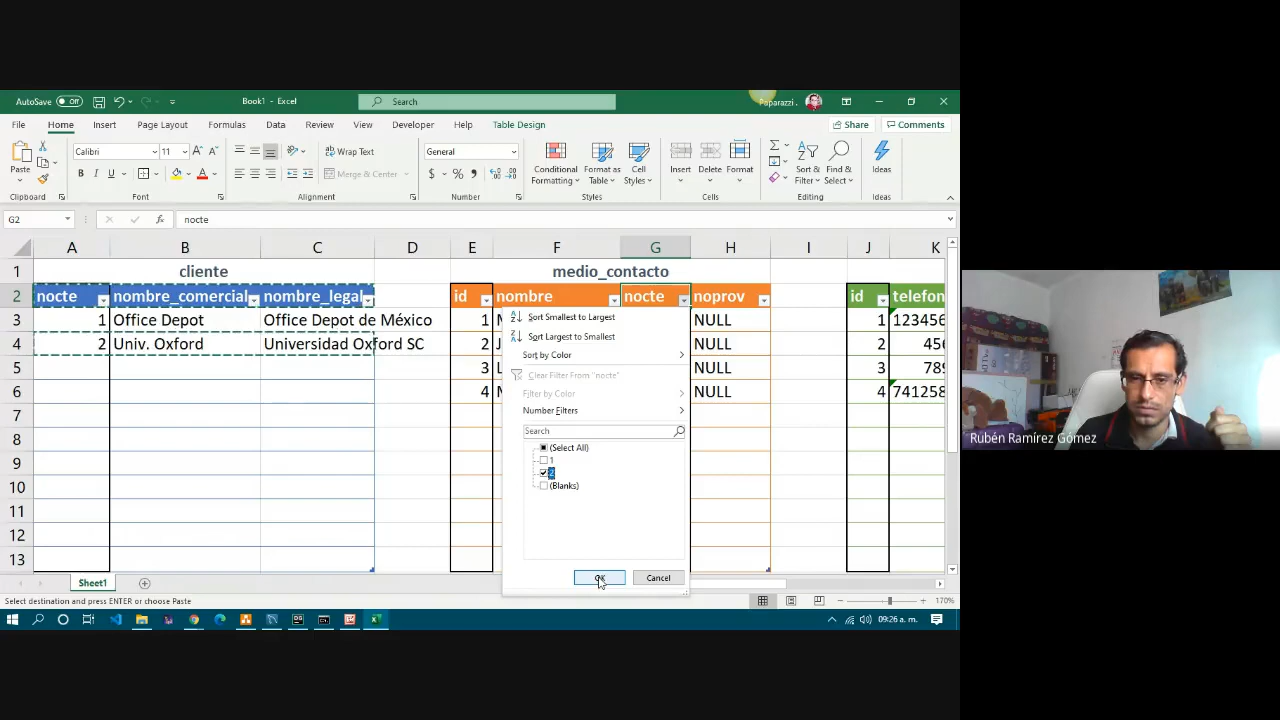 AutoSave Off Book1 - Excel Search Paparazzi .
File Home Insert Page Layout Formulas Data Review View Developer Help Table Design Share Comments
Paste Calibri 11 Wrap Text General Conditional Formatting Format as Table Cell Styles Insert Delete Format Sort & Filter Find & Select Ideas
B I U Merge & Center $ % 9
Clipboard Font Alignment Number Styles Cells Editing Ideas
G2 fx nocte
A B C D E F G H I J K
1 cliente medio_contacto
2 nocte nombre_comercial nombre_legal id nombre nocte noprov id telefon
3 1 Office Depot Office Depot de México 1 NULL 1 123456
4 2 Univ. Oxford Universidad Oxford SC 2 J NULL 2 456
5 3 L NULL 3 789
6 4 NULL 4 741258
7
8
9
10
11
12
13
Sort Smallest to Largest
Sort Largest to Smallest
Sort by Color
Clear Filter From "nocte"
Filter by Color
Number Filters
Search
(Select All)
1
2
(Blanks)
OK Cancel
Sheet1
Select destination and press ENTER or choose Paste 170%
09:26 a. m.
Rubén Ramírez Gómez